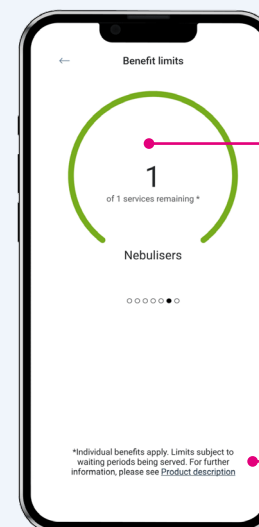 Benefit limits
1
of 1 services remaining *
Nebulisers
*Individual benefits apply. Limits subject to
waiting periods being served. For further
information, please see Product description